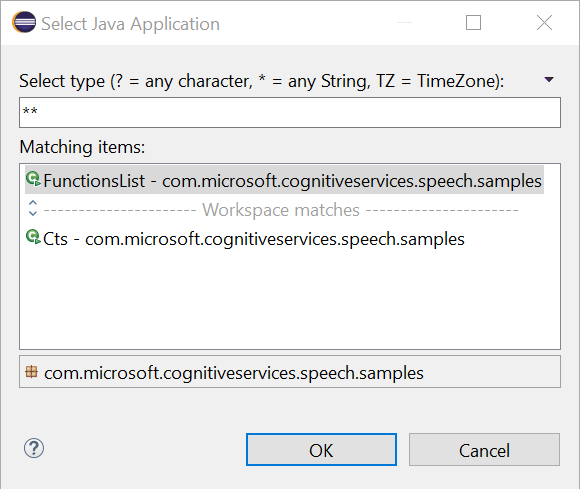 Select Java Application
Select type (? = any character, * = any String, TZ = TimeZone):
**
Matching items:
FunctionsList - com.microsoft.cognitiveservices.speech.samples
---------------------- Workspace matches ----------------------
Cts - com.microsoft.cognitiveservices.speech.samples
com.microsoft.cognitiveservices.speech.samples
OK Cancel